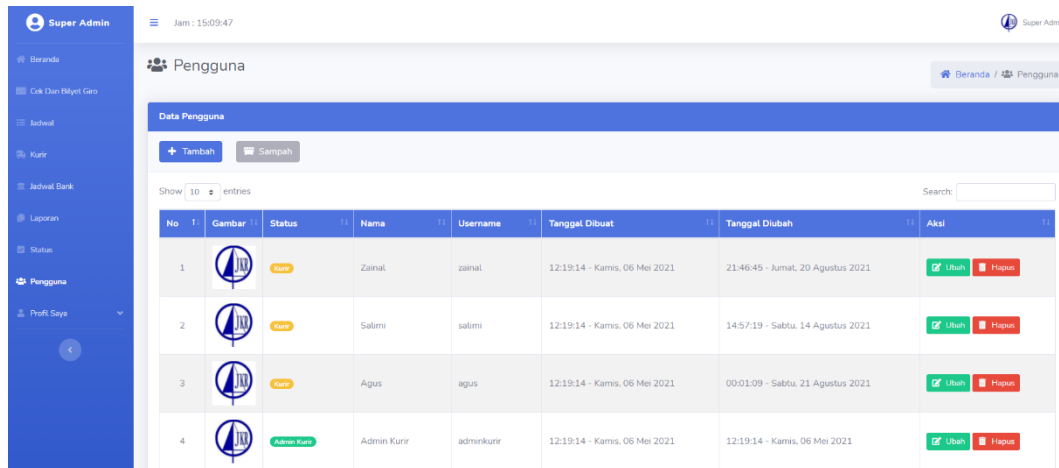 Super Admin
Jam : 15:09:47
Super Adm
Beranda
Cek Dan Bilyet Giro
Jadwal
Kurir
Jadwal Bank
Laporan
Status
Pengguna
Profil Saya
Pengguna
Beranda / Pengguna
Data Pengguna
Tambah Sampah
Show 10 entries Search:
No Gambar Status Nama Username Tanggal Dibuat Tanggal Diubah Aksi
1 JKR Kurir Zainal zainal 12:19:14 - Kamis, 06 Mei 2021 21:46:45 - Jumat, 20 Agustus 2021 Ubah Hapus
2 JKR Kurir Salimi salimi 12:19:14 - Kamis, 06 Mei 2021 14:57:19 - Sabtu, 14 Agustus 2021 Ubah Hapus
3 JKR Kurir Agus agus 12:19:14 - Kamis, 06 Mei 2021 00:01:09 - Sabtu, 21 Agustus 2021 Ubah Hapus
4 JKR Admin Kurir Admin Kurir adminkurir 12:19:14 - Kamis, 06 Mei 2021 12:19:14 - Kamis, 06 Mei 2021 Ubah Hapus